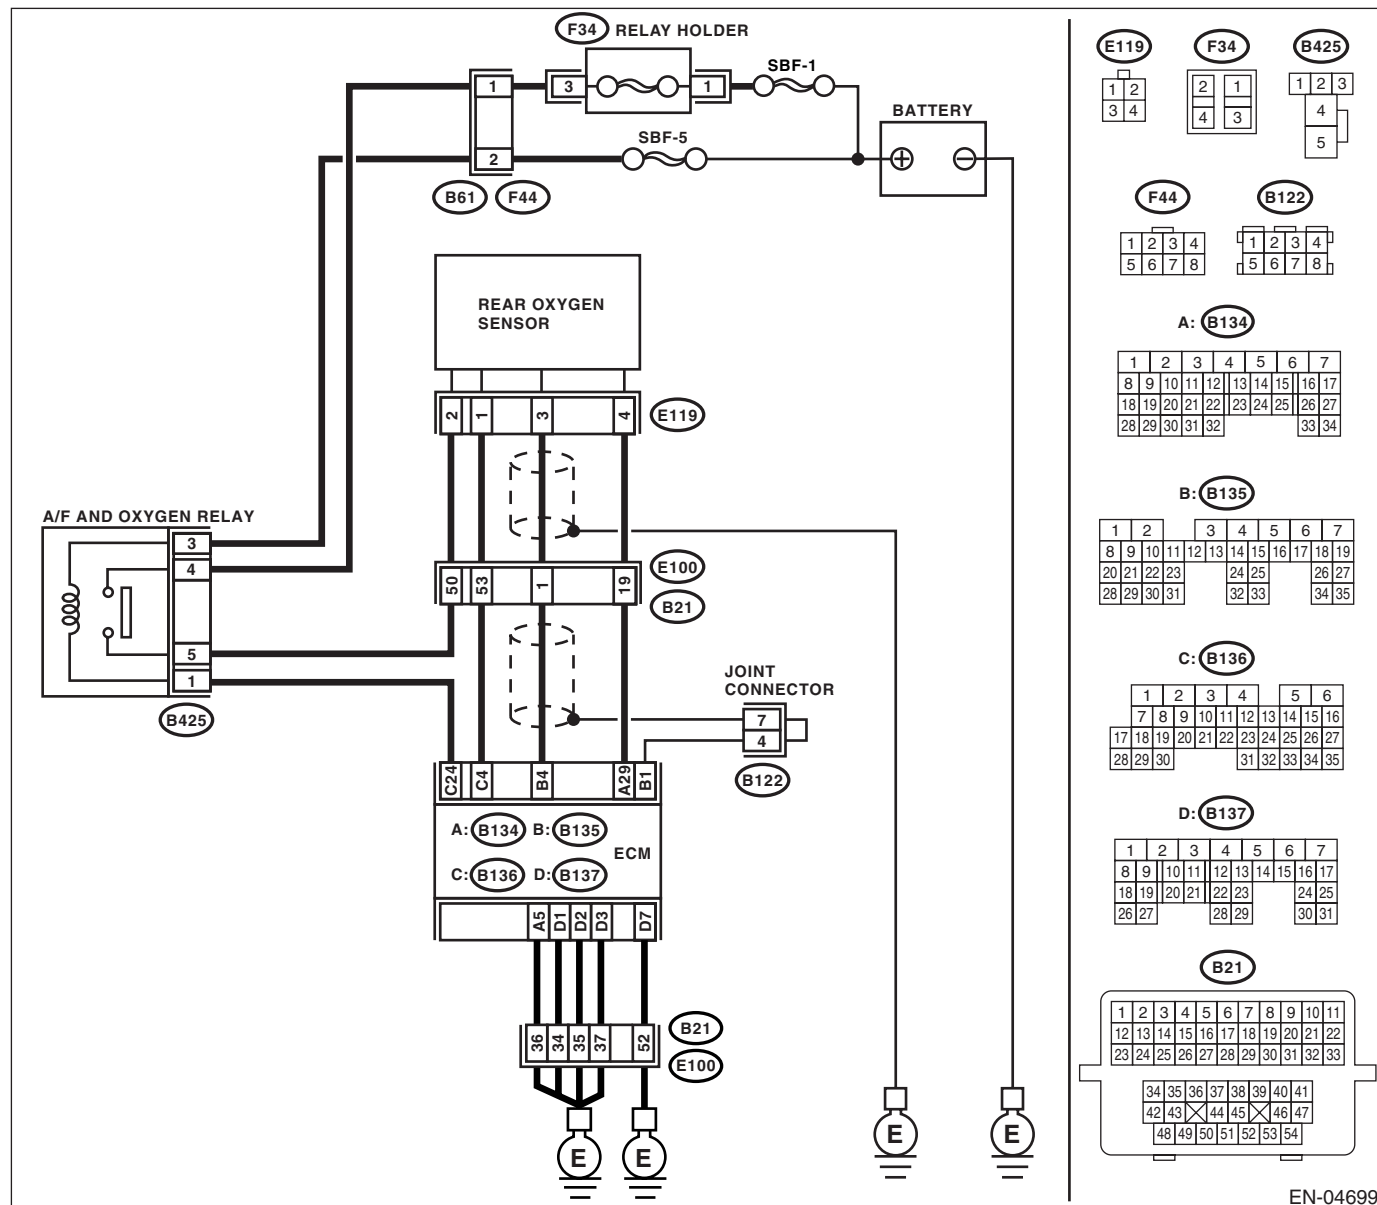 F34 RELAY HOLDER
SBF-1
1 3 1
BATTERY
SBF-5
2
B61 F44
REAR OXYGEN
SENSOR
2 1 3 4
E119
A/F AND OXYGEN RELAY
3
4
5
1
B425
50 53 1 19
E100
B21
JOINT
CONNECTOR
7
4
B122
C24 C4 B4 A29 B1
A: B134 B: B135
ECM
C: B136 D: B137
A5 D1 D2 D3 D7
36 34 35 37 52
B21
E100
E E E E
E119 F34 B425
1 2
3 4
2 1
4 3
1 2 3
4
5
F44 B122
1 2 3 4
5 6 7 8
1 2 3 4
5 6 7 8
A: B134
1 2 3 4 5 6 7
8 9 10 11 12 13 14 15 16 17
18 19 20 21 22 23 24 25 26 27
28 29 30 31 32 33 34
B: B135
1 2 3 4 5 6 7
8 9 10 11 12 13 14 15 16 17 18 19
20 21 22 23 24 25 26 27
28 29 30 31 32 33 34 35
C: B136
1 2 3 4 5 6
7 8 9 10 11 12 13 14 15 16
17 18 19 20 21 22 23 24 25 26 27
28 29 30 31 32 33 34 35
D: B137
1 2 3 4 5 6 7
8 9 10 11 12 13 14 15 16 17
18 19 20 21 22 23 24 25
26 27 28 29 30 31
B21
1 2 3 4 5 6 7 8 9 10 11
12 13 14 15 16 17 18 19 20 21 22
23 24 25 26 27 28 29 30 31 32 33
34 35 36 37 38 39 40 41
42 43 44 45 46 47
48 49 50 51 52 53 54
EN-04699